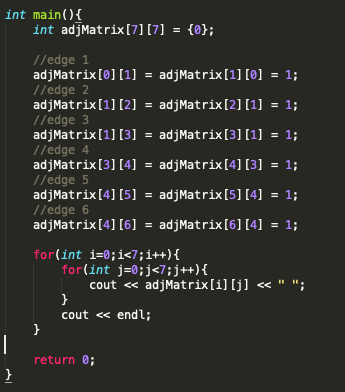 int main(){
    int adjMatrix[7][7] = {0};

    //edge 1
    adjMatrix[0][1] = adjMatrix[1][0] = 1;
    //edge 2
    adjMatrix[1][2] = adjMatrix[2][1] = 1;
    //edge 3
    adjMatrix[1][3] = adjMatrix[3][1] = 1;
    //edge 4
    adjMatrix[3][4] = adjMatrix[4][3] = 1;
    //edge 5
    adjMatrix[4][5] = adjMatrix[5][4] = 1;
    //edge 6
    adjMatrix[4][6] = adjMatrix[6][4] = 1;

    for(int i=0;i<7;i++){
        for(int j=0;j<7;j++){
            cout << adjMatrix[i][j] << " ";
        }
        cout << endl;
    }

    return 0;
}